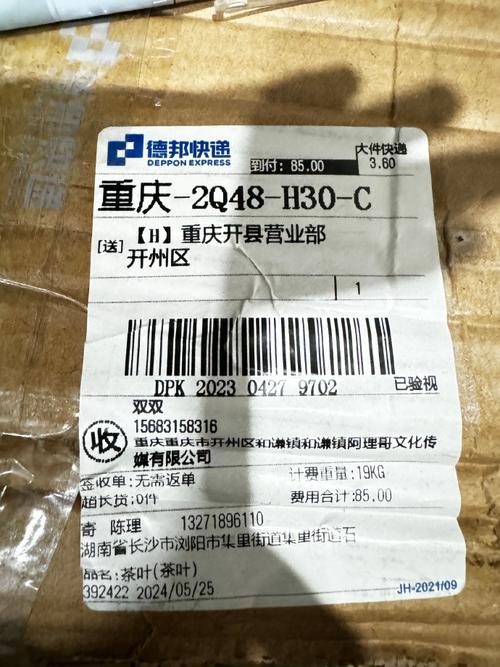 德邦快递
DEPPON EXPRESS
到付: 85.00
大件快递
3.60
重庆-2Q48-H30-C
[送]
【H】重庆开县营业部
开州区
1
DPK 2023 0427 9702
已验视
收
双双
15683158316
重庆重庆市开州区和谦镇和谦镇阿理哥文化传
媒有限公司
签收单:无需返单
计费重量:19KG
超长货:0件
费用合计:85.00
寄 陈理 13271896110
湖南省长沙市浏阳市集里街道集里街道石
品名:茶叶(茶叶)
392422 2024/05/25
JH-2021/09